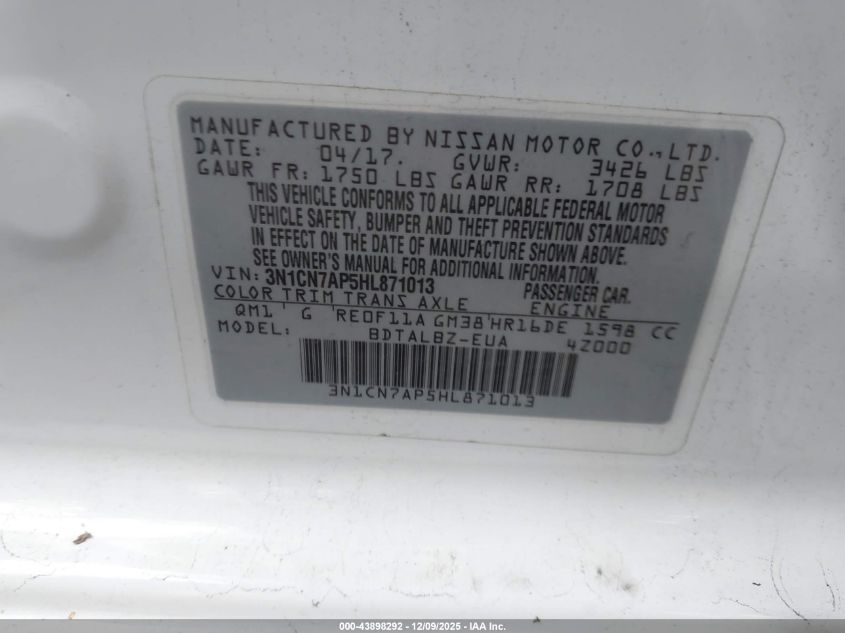 MANUFACTURED BY NISSAN MOTOR CO., LTD.
DATE: 04/17. GVWR: 3426 LBS
GAWR FR: 1750 LBS GAWR RR: 1708 LBS
THIS VEHICLE CONFORMS TO ALL APPLICABLE FEDERAL MOTOR
VEHICLE SAFETY, BUMPER AND THEFT PREVENTION STANDARDS
IN EFFECT ON THE DATE OF MANUFACTURE SHOWN ABOVE.
SEE OWNER'S MANUAL FOR ADDITIONAL INFORMATION.
VIN: 3N1CN7AP5HL871013 PASSENGER CAR.
COLOR TRIM TRANS AXLE ENGINE
QM1 G RE0F11A GM38 HR16DE 1598 CC
MODEL: BDTALBZ-EUA 4Z000
3N1CN7AP5HL871013
000-43898292 - 12/09/2025 - IAA Inc.